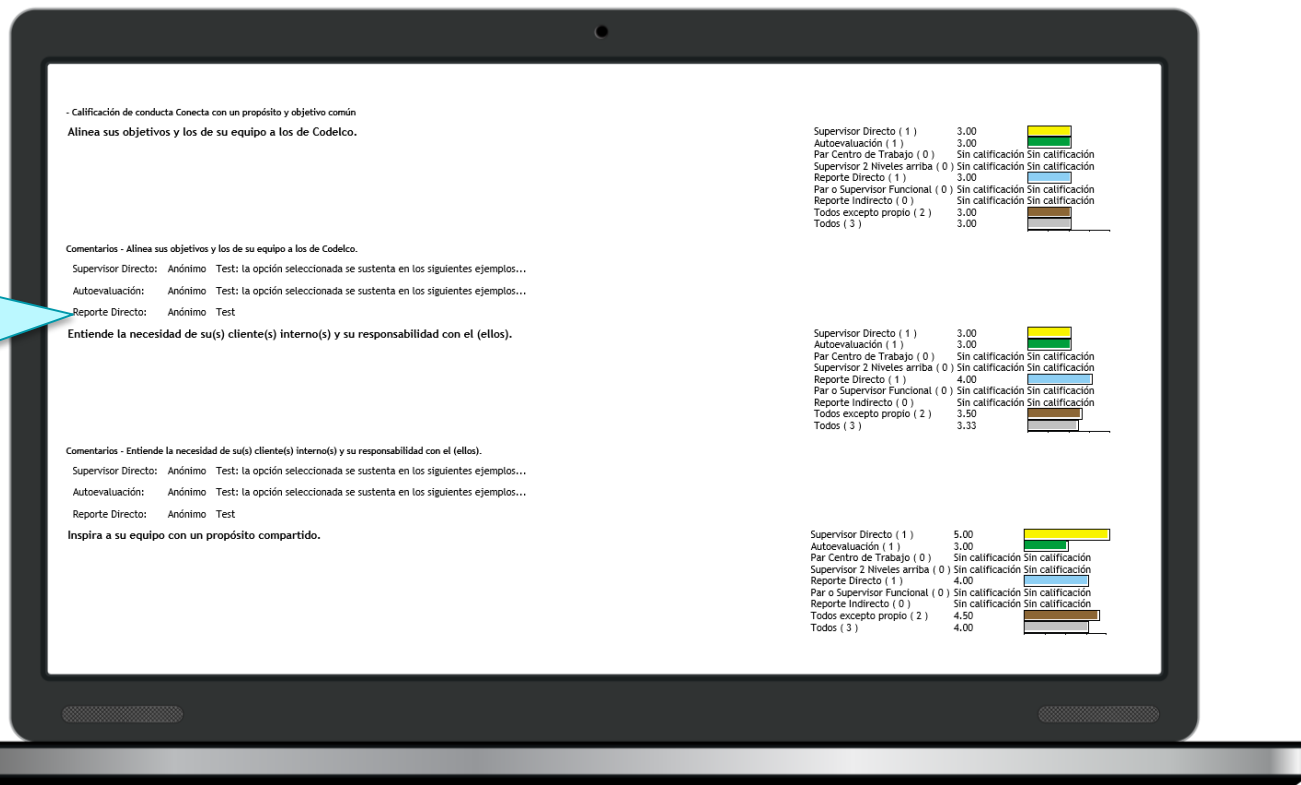 - Calificación de conducta Conecta con un propósito y objetivo común
Alinea sus objetivos y los de su equipo a los de Codelco.
Supervisor Directo ( 1 ) 3.00
Autoevaluación ( 1 ) 3.00
Par Centro de Trabajo ( 0 ) Sin calificación Sin calificación
Supervisor 2 Niveles arriba ( 0 ) Sin calificación Sin calificación
Reporte Directo ( 1 ) 3.00
Par o Supervisor Funcional ( 0 ) Sin calificación Sin calificación
Reporte Indirecto ( 0 ) Sin calificación Sin calificación
Todos excepto propio ( 2 ) 3.00
Todos ( 3 ) 3.00
Comentarios - Alinea sus objetivos y los de su equipo a los de Codelco.
Supervisor Directo: Anónimo Test: la opción seleccionada se sustenta en los siguientes ejemplos...
Autoevaluación: Anónimo Test: la opción seleccionada se sustenta en los siguientes ejemplos...
Reporte Directo: Anónimo Test
Entiende la necesidad de su(s) cliente(s) interno(s) y su responsabilidad con el (ellos).
Supervisor Directo ( 1 ) 3.00
Autoevaluación ( 1 ) 3.00
Par Centro de Trabajo ( 0 ) Sin calificación Sin calificación
Supervisor 2 Niveles arriba ( 0 ) Sin calificación Sin calificación
Reporte Directo ( 1 ) 4.00
Par o Supervisor Funcional ( 0 ) Sin calificación Sin calificación
Reporte Indirecto ( 0 ) Sin calificación Sin calificación
Todos excepto propio ( 2 ) 3.50
Todos ( 3 ) 3.33
Comentarios - Entiende la necesidad de su(s) cliente(s) interno(s) y su responsabilidad con el (ellos).
Supervisor Directo: Anónimo Test: la opción seleccionada se sustenta en los siguientes ejemplos...
Autoevaluación: Anónimo Test: la opción seleccionada se sustenta en los siguientes ejemplos...
Reporte Directo: Anónimo Test
Inspira a su equipo con un propósito compartido.
Supervisor Directo ( 1 ) 5.00
Autoevaluación ( 1 ) 3.00
Par Centro de Trabajo ( 0 ) Sin calificación Sin calificación
Supervisor 2 Niveles arriba ( 0 ) Sin calificación Sin calificación
Reporte Directo ( 1 ) 4.00
Par o Supervisor Funcional ( 0 ) Sin calificación Sin calificación
Reporte Indirecto ( 0 ) Sin calificación Sin calificación
Todos excepto propio ( 2 ) 4.50
Todos ( 3 ) 4.00